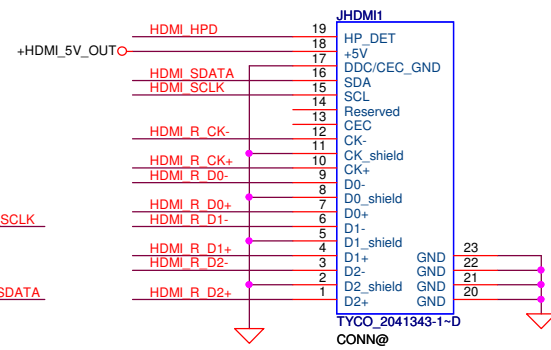 JHDMI1
HDMI_HPD 19 HP_DET
+HDMI_5V_OUT 18 +5V
17 DDC/CEC_GND
HDMI_SDATA 16 SDA
HDMI_SCLK 15 SCL
14 Reserved
13 CEC
HDMI_R_CK- 12 CK-
11 CK_shield
HDMI_R_CK+ 10 CK+
HDMI_R_D0- 9 D0-
8 D0_shield
HDMI_R_D0+ 7 D0+
SCLK HDMI_R_D1- 6 D1-
5 D1_shield
HDMI_R_D1+ 4 D1+ GND 23
HDMI_R_D2- 3 D2- GND 22
2 D2_shield GND 21
SDATA HDMI_R_D2+ 1 D2+ GND 20
TYCO_2041343-1~D
CONN@